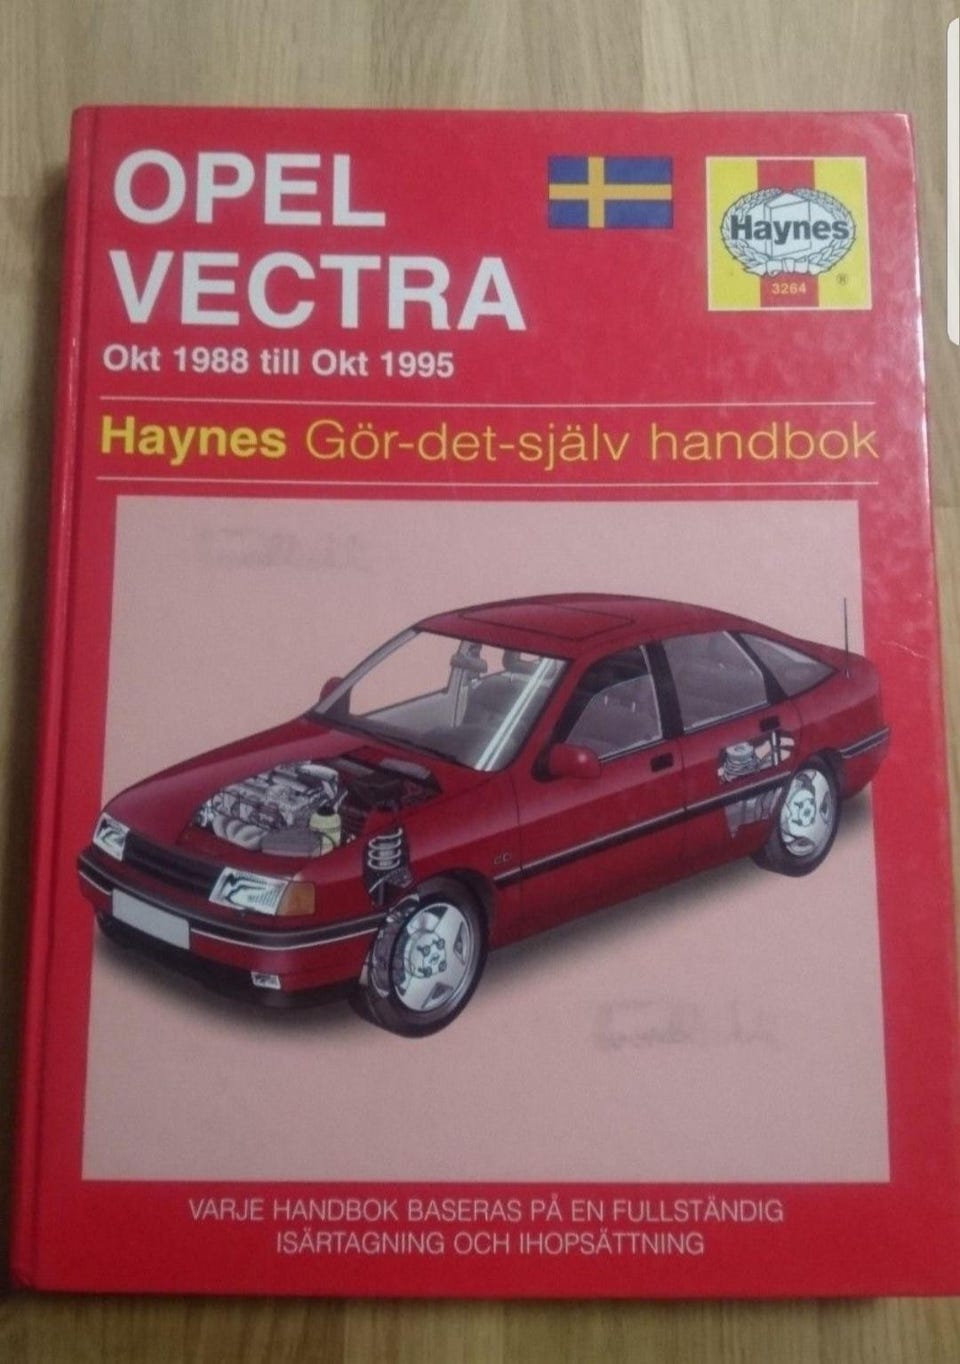 OPEL
VECTRA
Okt 1988 till Okt 1995
Haynes
®
3264
Haynes Gör-det-själv handbok
CD
VARJE HANDBOK BASERAS PÅ EN FULLSTÄNDIG
ISÄRTAGNING OCH IHOPSÄTTNING